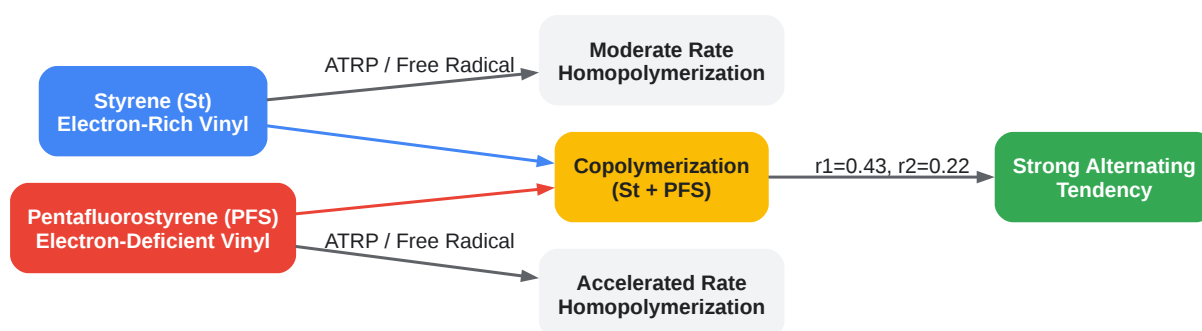 Styrene (St)
Electron-Rich Vinyl
Pentafluorostyrene (PFS)
Electron-Deficient Vinyl
ATRP / Free Radical
ATRP / Free Radical
Moderate Rate
Homopolymerization
Copolymerization
(St + PFS)
Accelerated Rate
Homopolymerization
r1=0.43, r2=0.22
Strong Alternating
Tendency